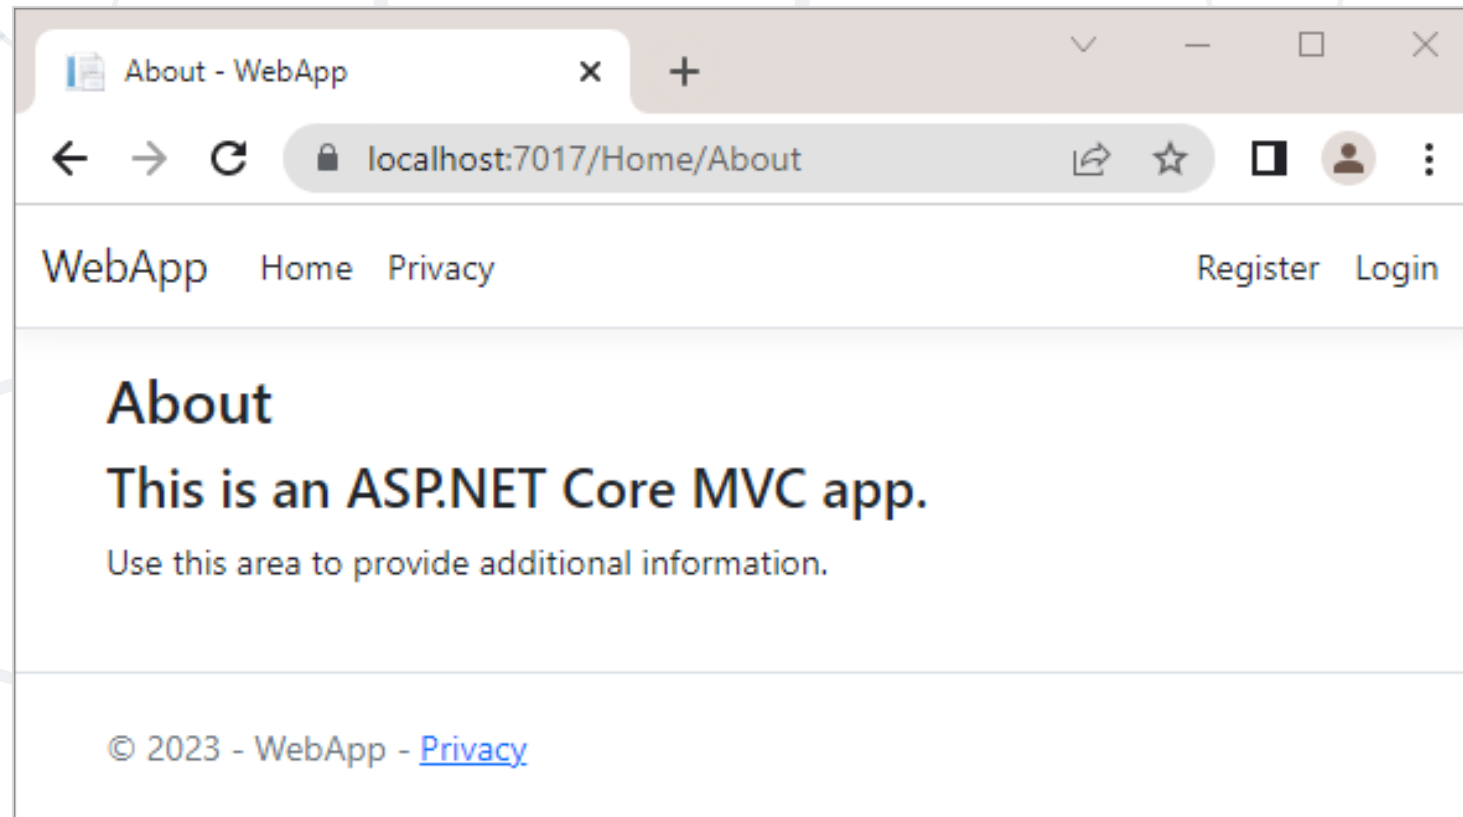 About - WebApp
localhost:7017/Home/About
WebApp Home Privacy Register Login
About
This is an ASP.NET Core MVC app.
Use this area to provide additional information.
© 2023 - WebApp - Privacy